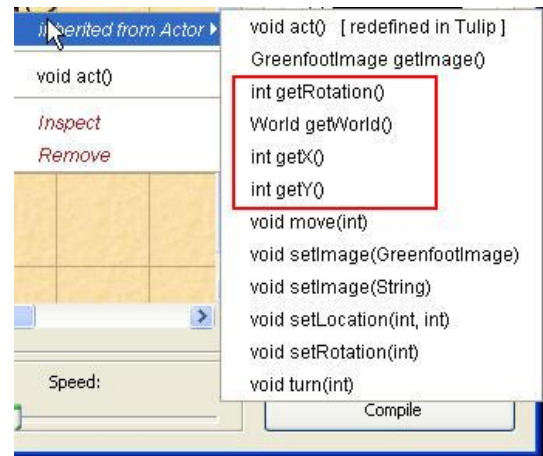 inherited from Actor
void act()
Inspect
Remove
void act() [ redefined in Tulip ]
GreenfootImage getImage()
int getRotation()
World getWorld()
int getX()
int getY()
void move(int)
void setImage(GreenfootImage)
void setImage(String)
void setLocation(int, int)
void setRotation(int)
void turn(int)
Speed:
Compile